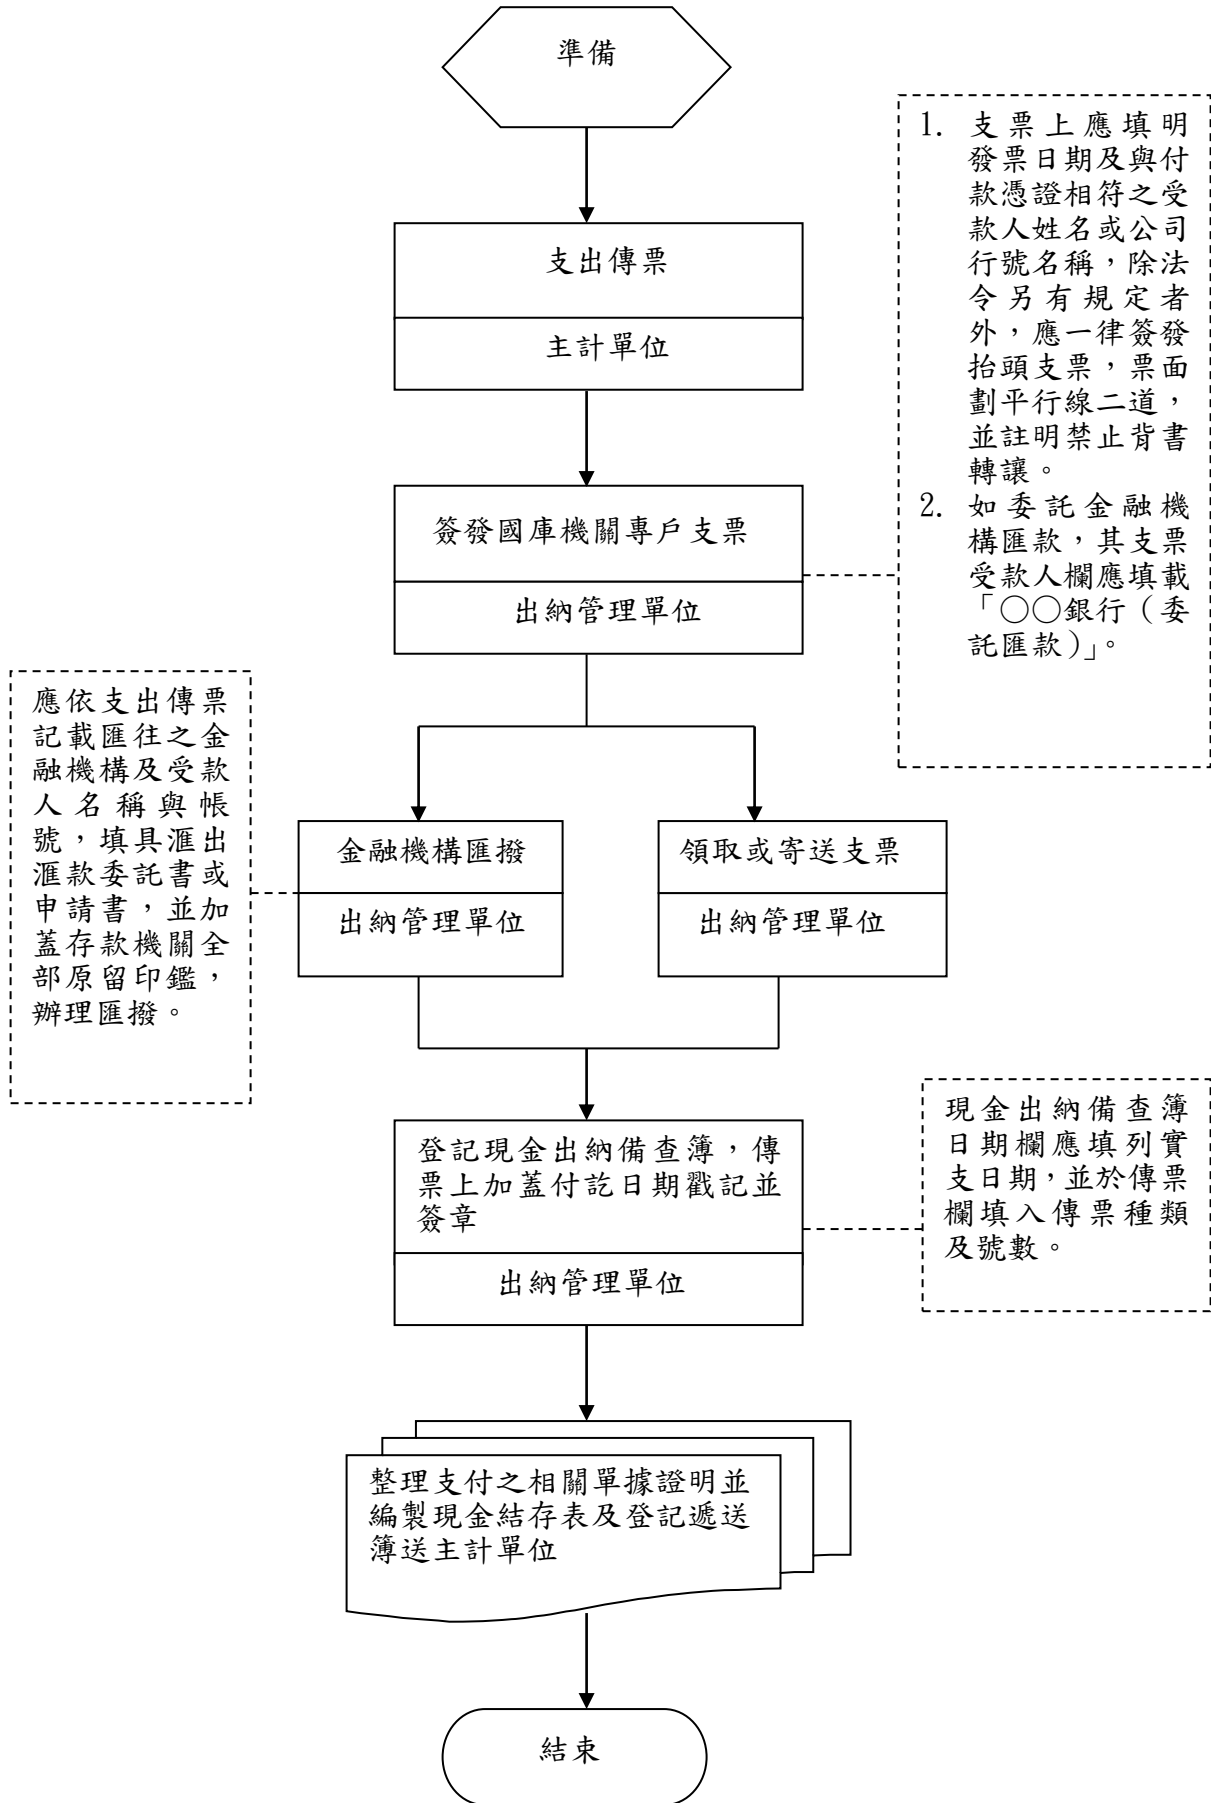 準備
1. 支票上應填明
發票日期及與付
款憑證相符之受
款人姓名或公司
行號名稱，除法
令另有規定者
外，應一律簽發
抬頭支票，票面
劃平行線二道，
並註明禁止背書
轉讓。
2. 如委託金融機
構匯款，其支票
受款人欄應填載
「○○銀行（委
託匯款）」。
支出傳票
主計單位
簽發國庫機關專戶支票
出納管理單位
應依支出傳票
記載匯往之金
融機構及受款
人名稱與帳
號，填具滙出
滙款委託書或
申請書，並加
蓋存款機關全
部原留印鑑，
辦理匯撥。
金融機構匯撥
出納管理單位
領取或寄送支票
出納管理單位
登記現金出納備查簿，傳
票上加蓋付訖日期戳記並
簽章
出納管理單位
現金出納備查簿
日期欄應填列實
支日期，並於傳票
欄填入傳票種類
及號數。
整理支付之相關單據證明並
編製現金結存表及登記遞送
簿送主計單位
結束